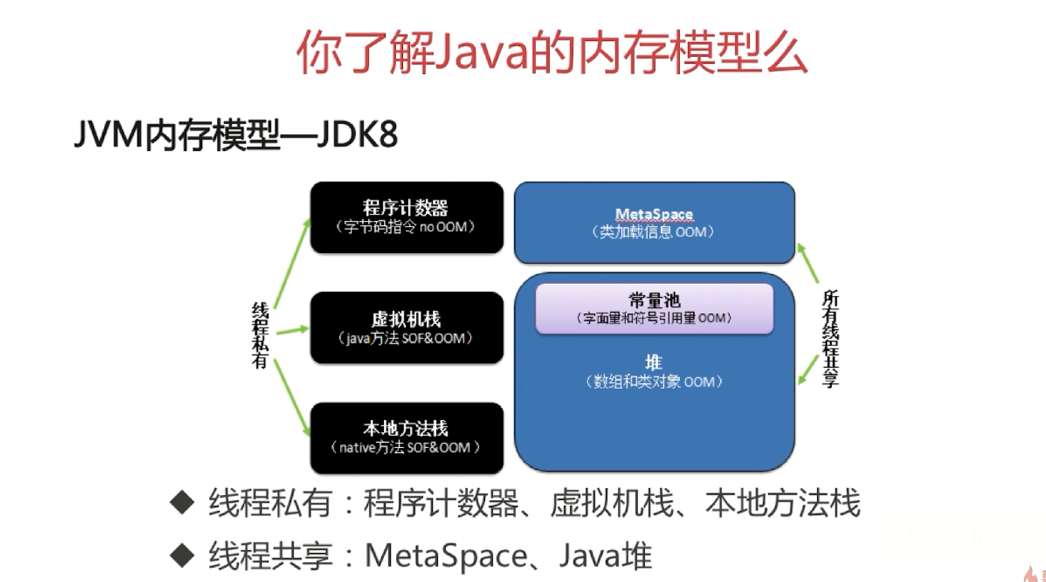 你了解Java的内存模型么
JVM内存模型—JDK8
程序计数器
（字节码指令 no OOM）
MetaSpace
（类加载信息 OOM）
线程私有
虚拟机栈
（java方法 SOF&OOM）
常量池
（字面量和符号引用量 OOM）
堆
（数组和类对象 OOM）
所有线程共享
本地方法栈
（native方法 SOF&OOM）
◆ 线程私有：程序计数器、虚拟机栈、本地方法栈
◆ 线程共享：MetaSpace、Java堆